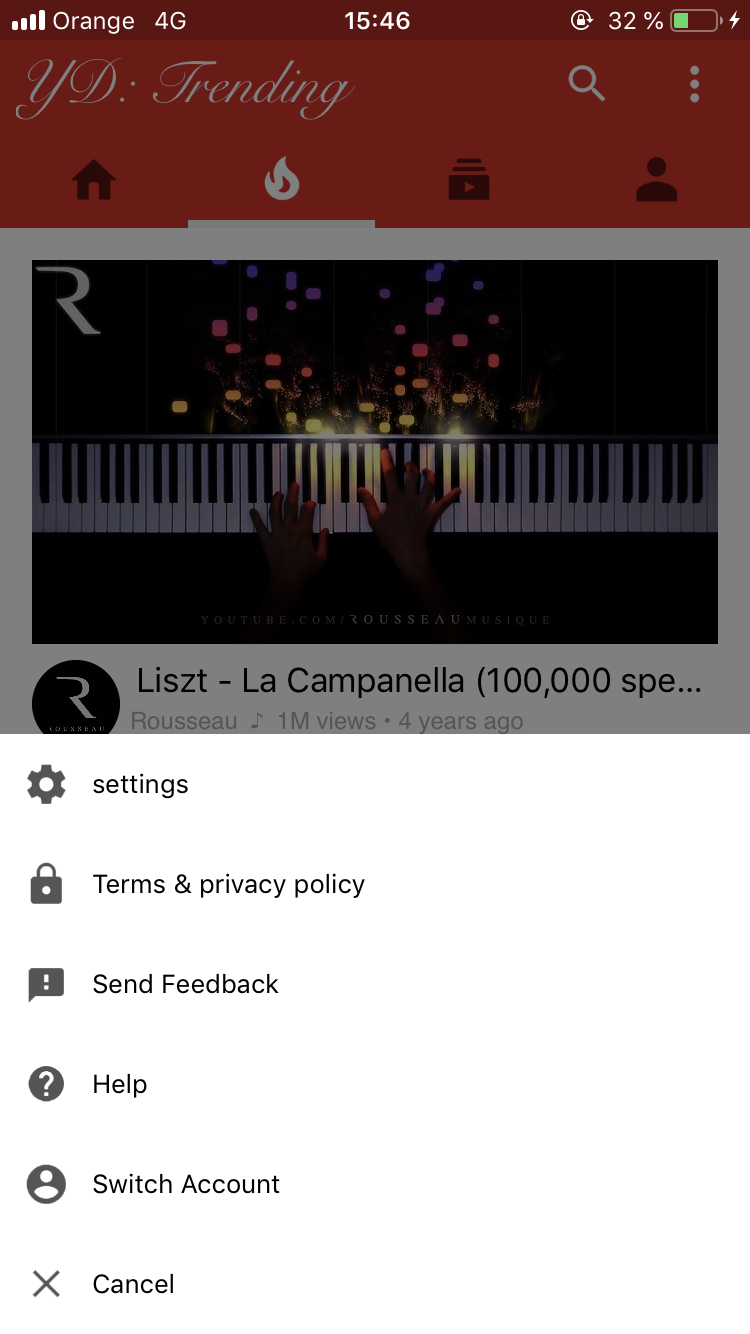 Orange 4G 15:46 32 %
YD: Trending
R
YOUTUBE.COM/ROUSSEAUMUSIQUE
R
ROUSSEAU
Liszt - La Campanella (100,000 spe...
Rousseau ♪ 1M views • 4 years ago
settings
Terms & privacy policy
Send Feedback
Help
Switch Account
Cancel